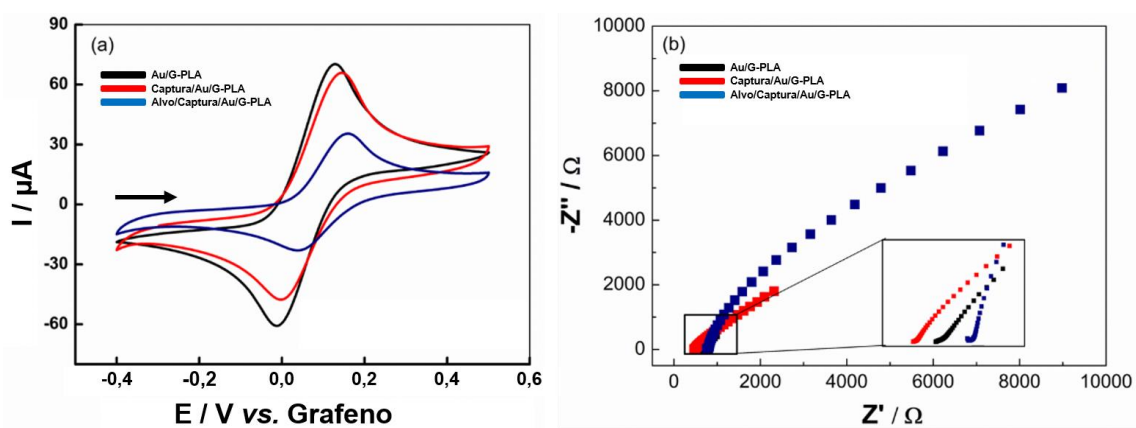 (a)
Au/G-PLA
Captura/Au/G-PLA
Alvo/Captura/Au/G-PLA
90
60
30
0
-30
-60
I / µA
-0,4
-0,2
0,0
0,2
0,4
0,6
E / V vs. Grafeno
(b)
Au/G-PLA
Captura/Au/G-PLA
Alvo/Captura/Au/G-PLA
10000
8000
6000
4000
2000
0
-Z'' / Ω
0
2000
4000
6000
8000
10000
Z' / Ω